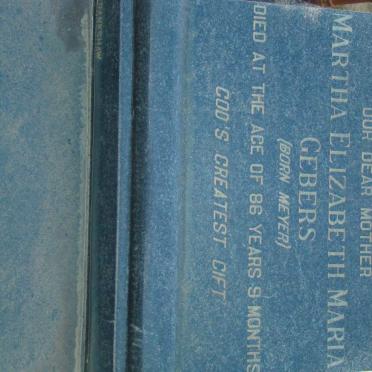 OUR DEAR MOTHER
MARTHA ELIZABETH MARIA
GEBERS
(BORN MEYER)
DIED AT THE AGE OF 86 YEARS 9 MONTHS
GOD'S GREATEST GIFT